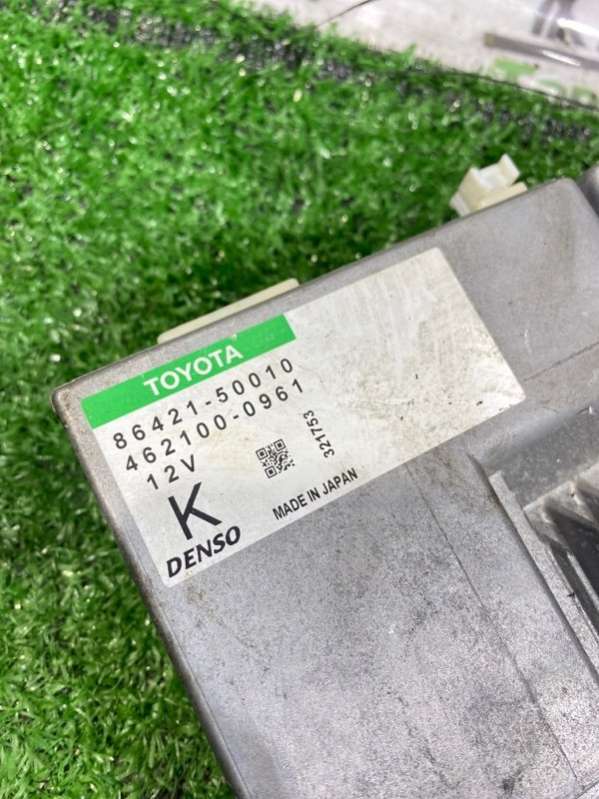 TOYOTA
86421-50010
462100-0961
12V
321753
K
MADE IN JAPAN
DENSO